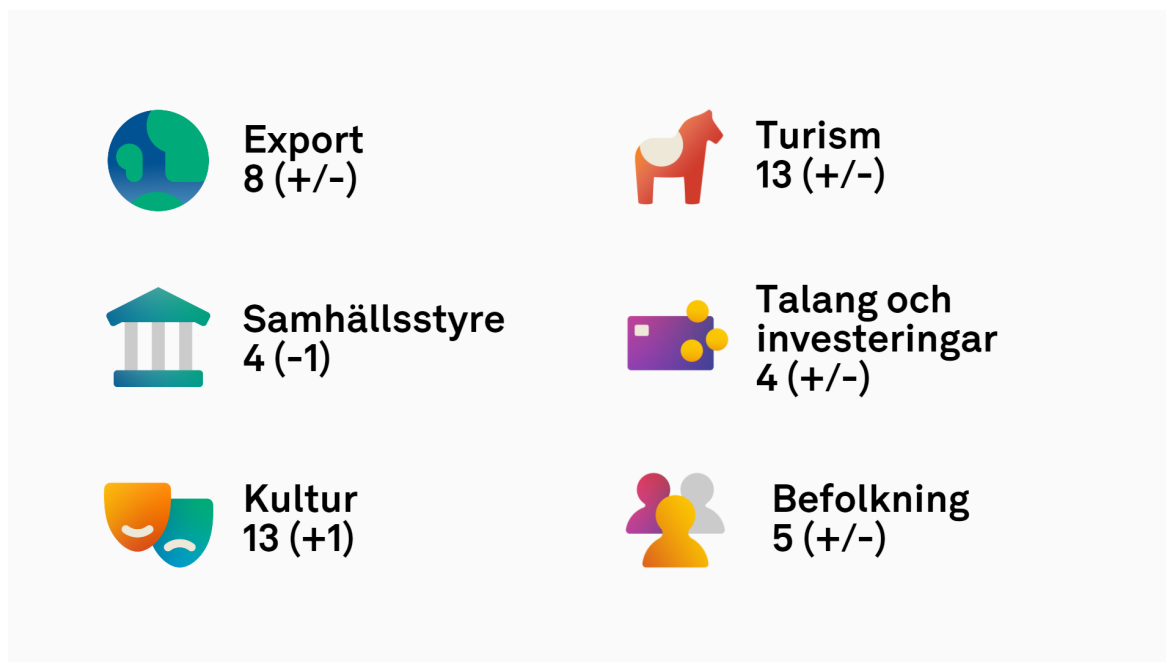 Export
8 (+/-)
Turism
13 (+/-)
Samhällsstyre
4 (-1)
Talang och
investeringar
4 (+/-)
Kultur
13 (+1)
Befolkning
5 (+/-)